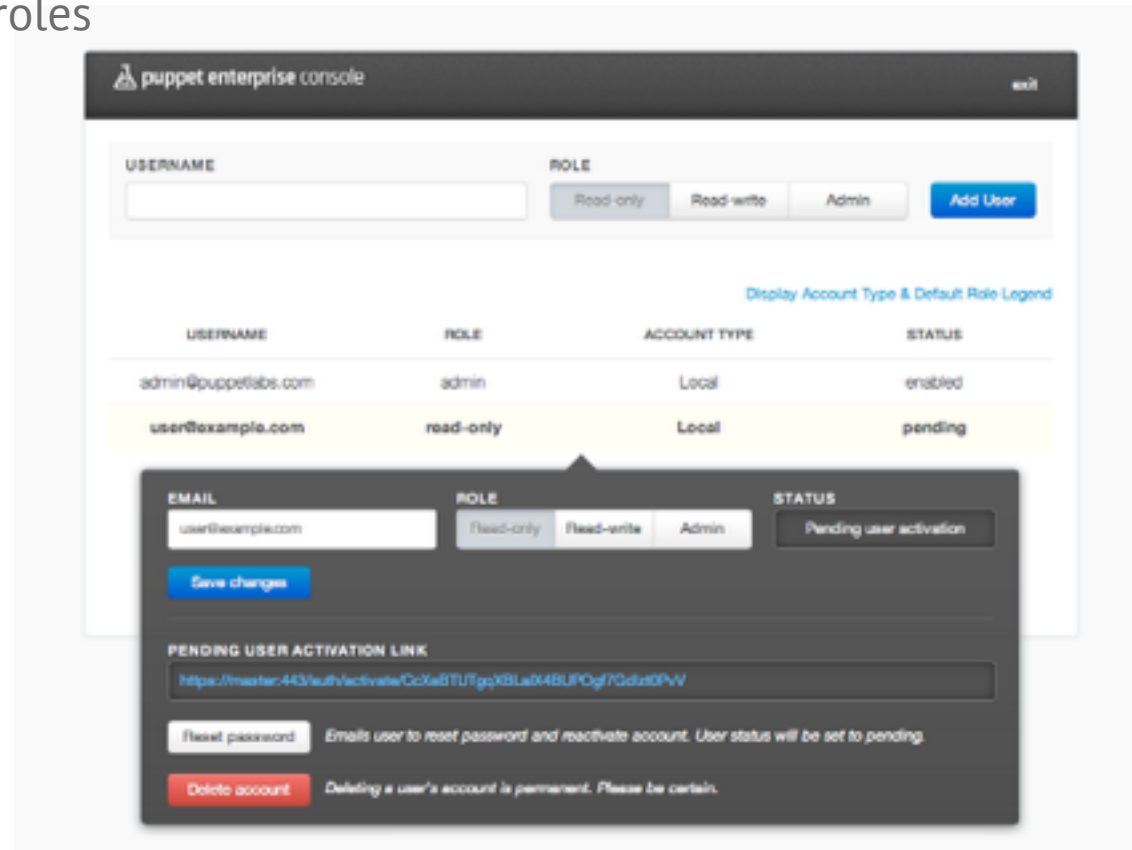 roles
puppet enterprise console
exit
USERNAME
ROLE
Read-only Read-write Admin Add User
Display Account Type & Default Role Legend
USERNAME ROLE ACCOUNT TYPE STATUS
admin@puppetlabs.com admin Local enabled
user@example.com read-only Local pending
EMAIL ROLE STATUS
user@example.com Read-only Read-write Admin Pending user activation
Save changes
PENDING USER ACTIVATION LINK
Reset password Emails user to reset password and reactivate account. User status will be set to pending.
Delete account Deleting a user's account is permanent. Please be certain.